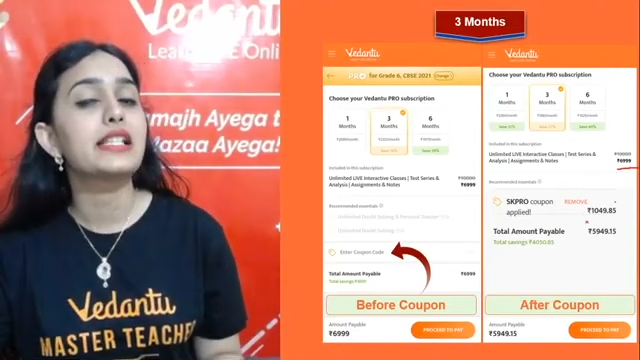 Vedantu
Learn LIVE Online
amajh Ayega t
Mazaa Ayega!
Vedantu
MASTER TEACHER
3 Months
Vedantu
PRO for Grade 6, CBSE 2021 Change
Choose your Vedantu PRO subscription
1 Months
3 Months
6 Months
Included in this subscription
Unlimited LIVE Interactive Classes | Test Series & Analysis | Assignments & Notes
₹10000
₹6999
Recommended essentials
Enter Coupon Code
Total Amount Payable ₹6999
Before Coupon
Amount Payable
₹6999
PROCEED TO PAY
Vedantu
Choose your Vedantu PRO subscription
1 Months
3 Months
6 Months
Included in this subscription
Unlimited LIVE Interactive Classes | Test Series & Analysis | Assignments & Notes
₹10000
₹6999
Recommended essentials
SKPRO coupon applied!
REMOVE
- ₹1049.85
Total Amount Payable ₹5949.15
Total savings ₹4050.85
After Coupon
Amount Payable
₹5949.15
PROCEED TO PAY